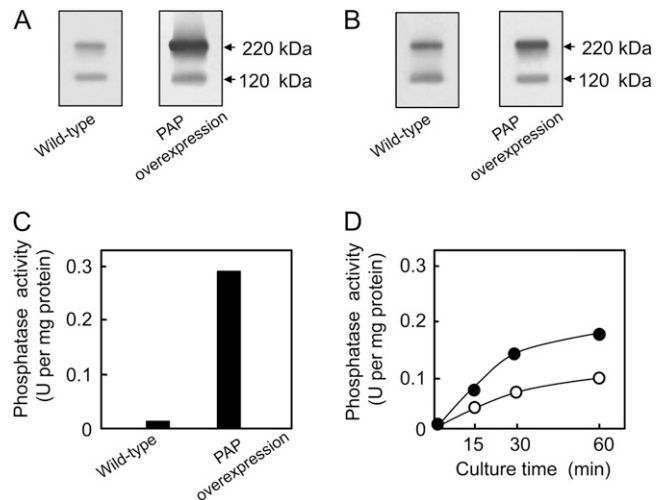 A
220 kDa
120 kDa
Wild-type
PAP
overexpression
B
220 kDa
120 kDa
Wild-type
PAP
overexpression
C
Phosphatase activity
(U per mg protein)
0.3
0.2
0.1
0
Wild-type
PAP
overexpression
D
Phosphatase activity
(U per mg protein)
0.3
0.2
0.1
0
15 30 60
Culture time (min)